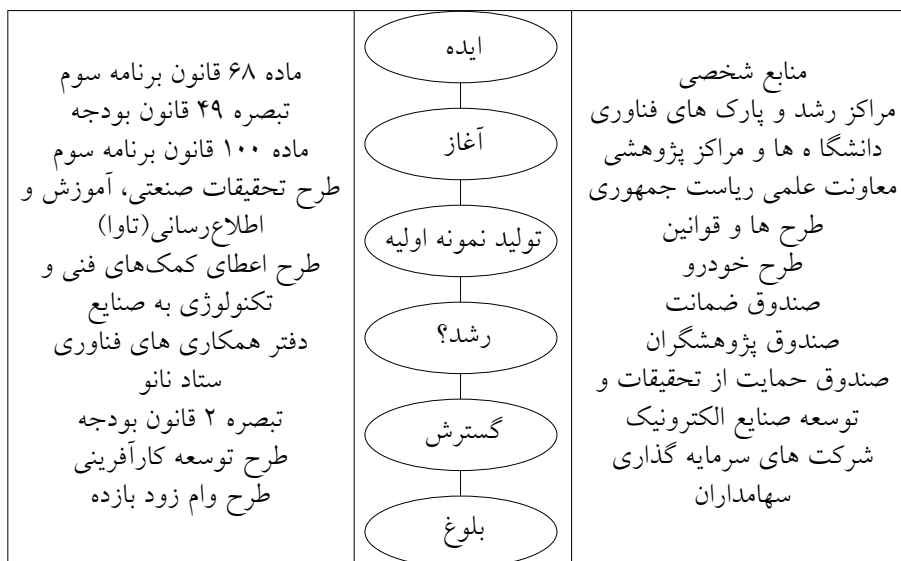 منابع شخصی
مراکز رشد و پارک های فناوری
دانشگا ه ها و مراکز پژوهشی
معاونت علمی ریاست جمهوری
طرح ها و قوانین
طرح خودرو
صندوق ضمانت
صندوق پژوهشگران
صندوق حمایت از تحقیقات و
توسعه صنایع الکترونیک
شرکت های سرمایه گذاری
سهامداران
ایده
آغاز
تولید نمونه اولیه
رشد؟
گسترش
بلوغ
ماده ۶۸ قانون برنامه سوم
تبصره ۴۹ قانون بودجه
ماده ۱۰۰ قانون برنامه سوم
طرح تحقیقات صنعتی، آموزش و
اطلاع‌رسانی(تاوا)
طرح اعطای کمک‌های فنی و
تکنولوژی به صنایع
دفتر همکاری های فناوری
ستاد نانو
تبصره ۲ قانون بودجه
طرح توسعه کارآفرینی
طرح وام زود بازده